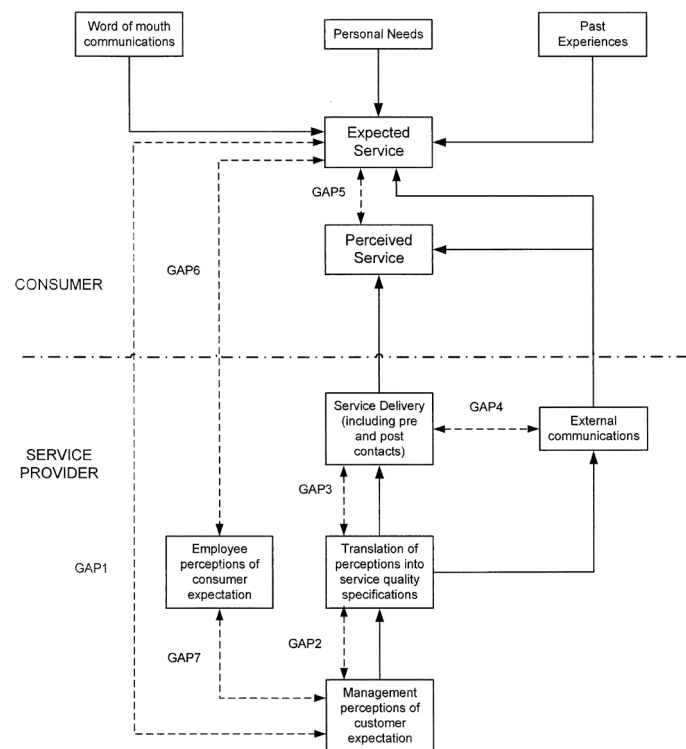 Word of mouth
communications
Personal Needs
Past
Experiences
Expected
Service
GAP5
Perceived
Service
GAP6
CONSUMER
Service Delivery
(including pre
and post
contacts)
GAP4
External
communications
SERVICE
PROVIDER
GAP3
Employee
perceptions of
consumer
expectation
Translation of
perceptions into
service quality
specifications
GAP1
GAP2
GAP7
Management
perceptions of
customer
expectation